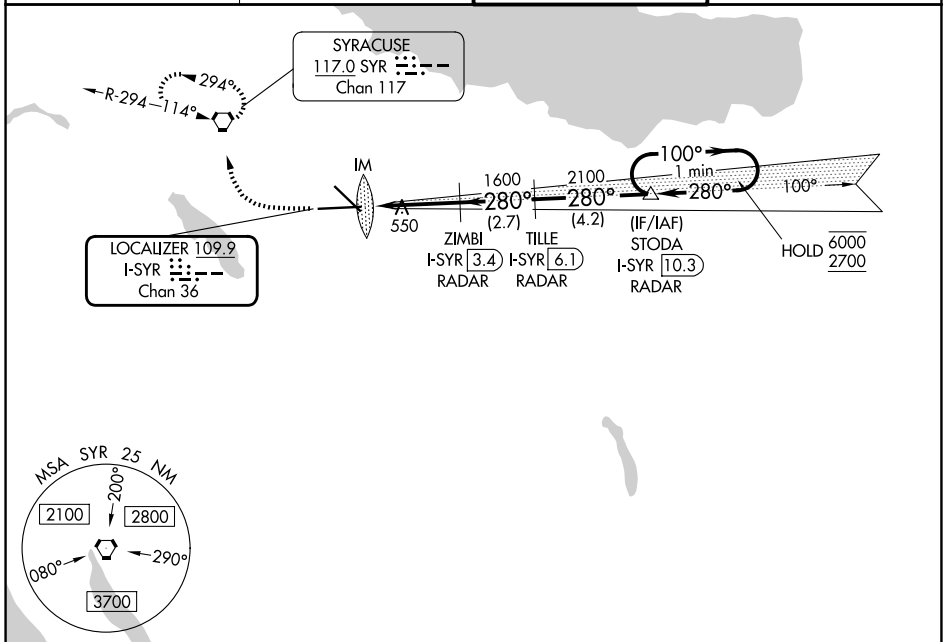 SYRACUSE
117.0 SYR
Chan 117
294°
R-294
114°
IM
LOCALIZER 109.9
I-SYR
Chan 36
550
1600
280°
(2.7)
2100
280°
(4.2)
100°
1 min
280°
100°
ZIMBI
I-SYR 3.4
RADAR
TILLE
I-SYR 6.1
RADAR
(IF/IAF)
STODA
I-SYR 10.3
RADAR
HOLD 6000
2700
MSA SYR 25 NM
200°
2100
2800
080°
290°
3700